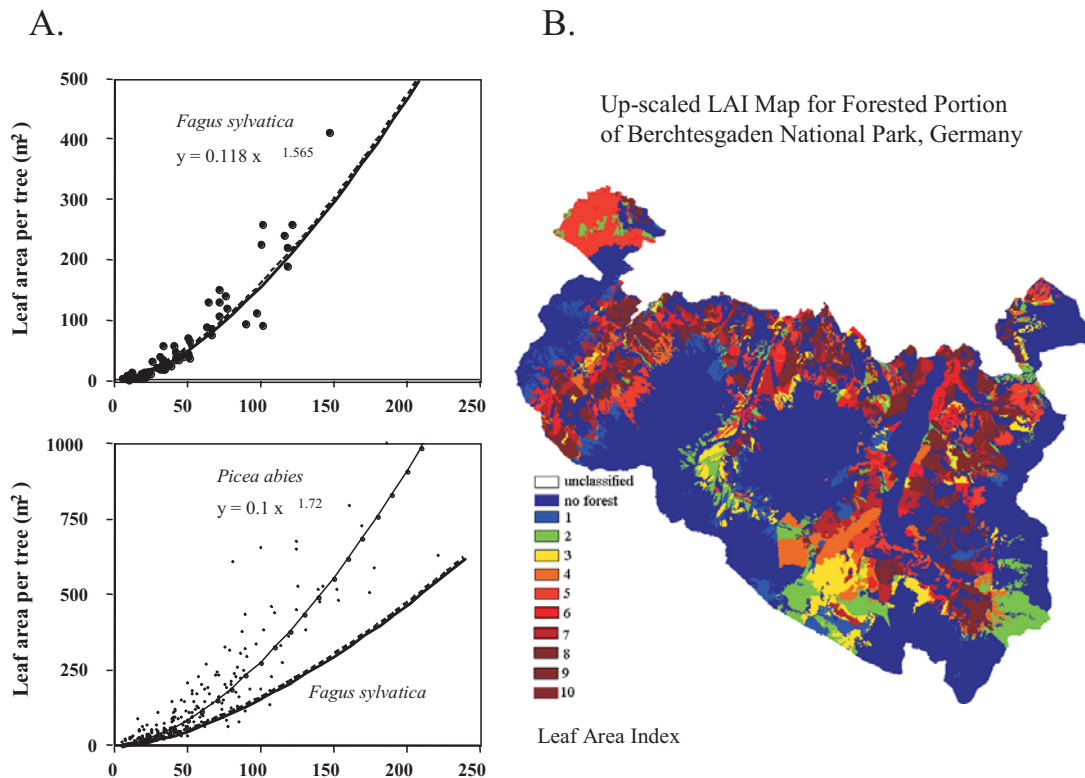 A.
Leaf area per tree (m²)
500
400
300
200
100
0
Fagus sylvatica
y = 0.118 x 1.565
0 50 100 150 200 250
Leaf area per tree (m²)
1000
750
500
250
0
Picea abies
y = 0.1 x 1.72
Fagus sylvatica
0 50 100 150 200 250
B.
Up-scaled LAI Map for Forested Portion
of Berchtesgaden National Park, Germany
unclassified
no forest
1
2
3
4
5
6
7
8
9
10
Leaf Area Index